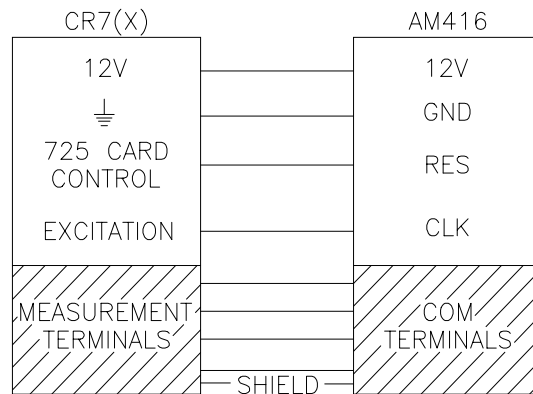 CR7(X)
AM416
12V
12V
GND
725 CARD
CONTROL
RES
EXCITATION
CLK
MEASUREMENT
TERMINALS
COM
TERMINALS
SHIELD